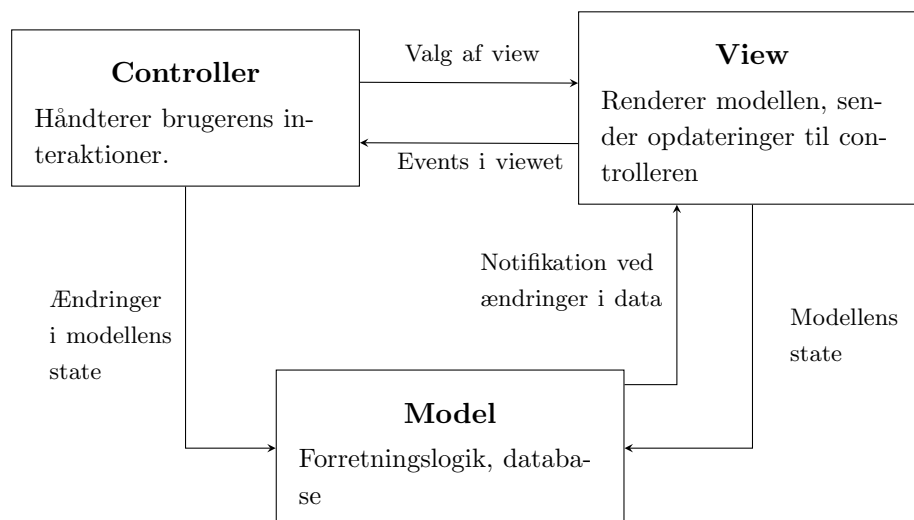 Controller
Håndterer brugerens in-
teraktioner.
Valg af view
Events i viewet
View
Renderer modellen, sen-
der opdateringer til con-
trolleren
Ændringer
i modellens
state
Notifikation ved
ændringer i data
Modellens
state
Model
Forretningslogik, databa-
se